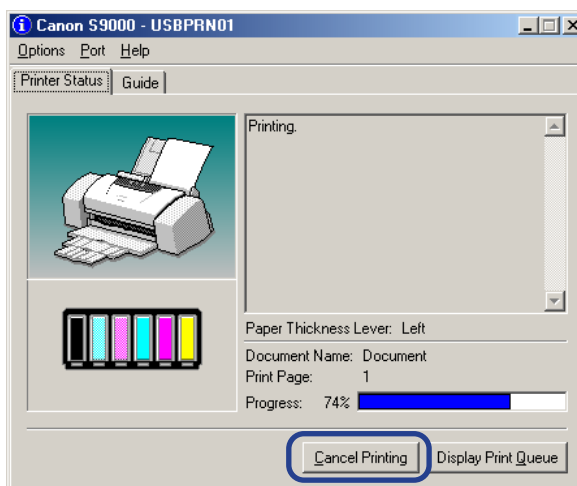 Canon S9000 - USBPRN01
Options Port Help
Printer Status Guide
Printing.
Paper Thickness Lever: Left
Document Name: Document
Print Page: 1
Progress: 74%
Cancel Printing Display Print Queue